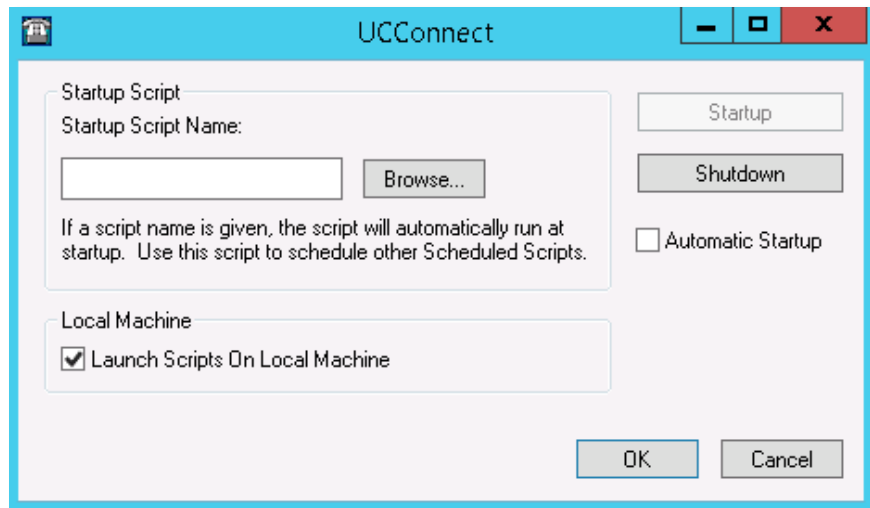 UCConnect
Startup Script
Startup Script Name:
Browse...
If a script name is given, the script will automatically run at
startup. Use this script to schedule other Scheduled Scripts.
Startup
Shutdown
Automatic Startup
Local Machine
Launch Scripts On Local Machine
OK
Cancel